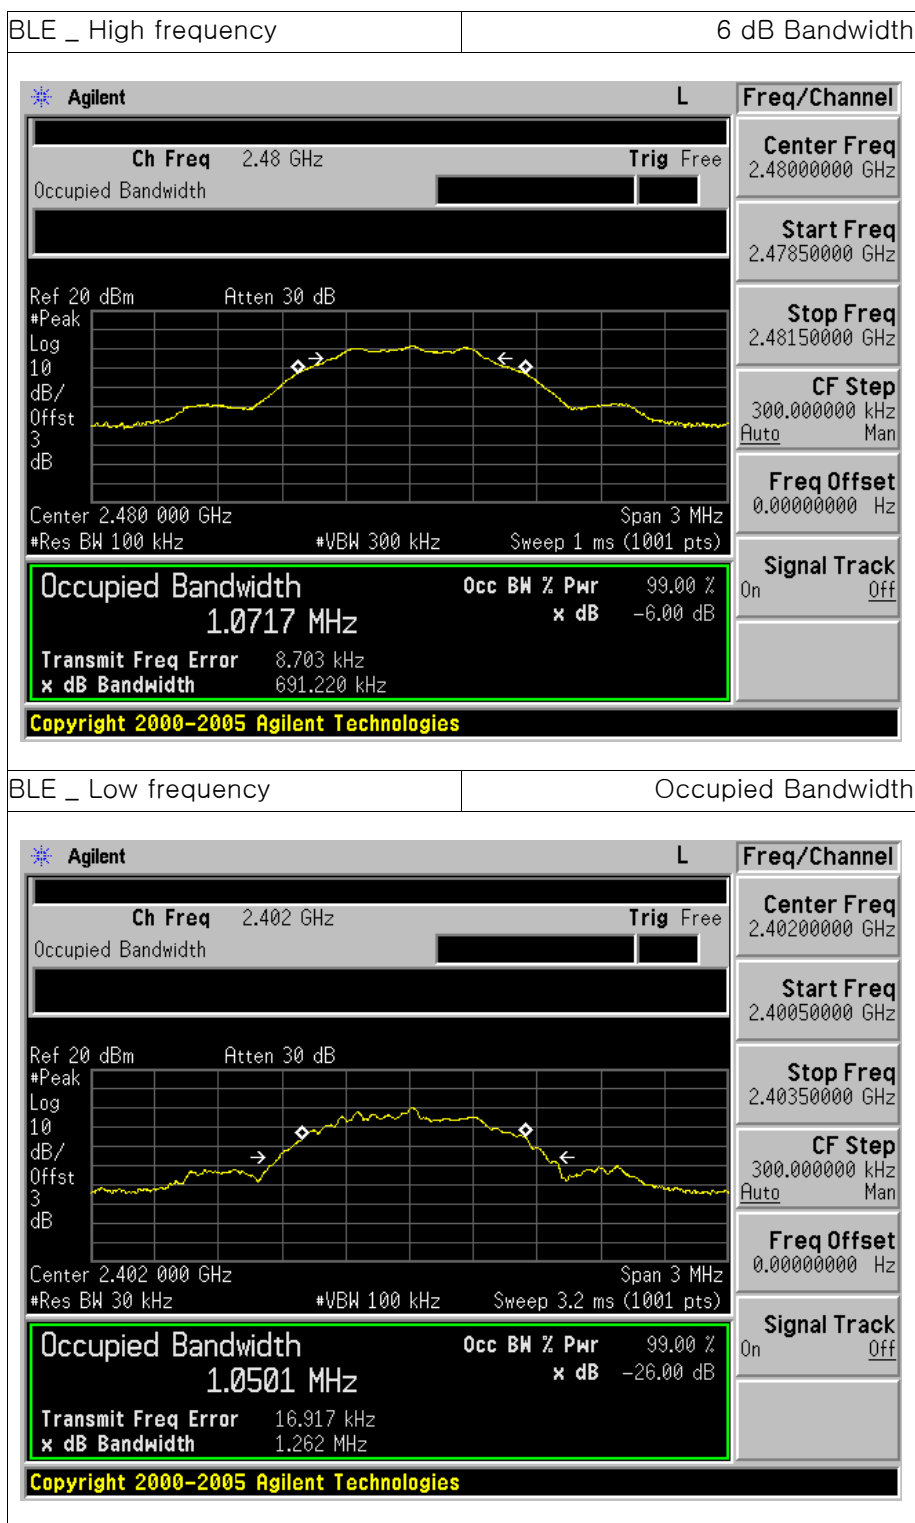 BLE _ High frequency 6 dB Bandwidth
Agilent L Freq/Channel
Ch Freq 2.48 GHz Trig Free
Occupied Bandwidth
Center Freq
2.48000000 GHz
Start Freq
2.47850000 GHz
Stop Freq
2.48150000 GHz
CF Step
300.000000 kHz
Auto Man
Freq Offset
0.00000000 Hz
Signal Track
On Off
Ref 20 dBm Atten 30 dB
#Peak
Log
10
dB/
Offst
3
dB
Center 2.480 000 GHz Span 3 MHz
#Res BW 100 kHz #VBW 300 kHz Sweep 1 ms (1001 pts)
Occupied Bandwidth Occ BW % Pwr 99.00 %
1.0717 MHz x dB -6.00 dB
Transmit Freq Error 8.703 kHz
x dB Bandwidth 691.220 kHz
Copyright 2000-2005 Agilent Technologies
BLE _ Low frequency Occupied Bandwidth
Agilent L Freq/Channel
Ch Freq 2.402 GHz Trig Free
Occupied Bandwidth
Center Freq
2.40200000 GHz
Start Freq
2.40050000 GHz
Stop Freq
2.40350000 GHz
CF Step
300.000000 kHz
Auto Man
Freq Offset
0.00000000 Hz
Signal Track
On Off
Ref 20 dBm Atten 30 dB
#Peak
Log
10
dB/
Offst
3
dB
Center 2.402 000 GHz Span 3 MHz
#Res BW 30 kHz #VBW 100 kHz Sweep 3.2 ms (1001 pts)
Occupied Bandwidth Occ BW % Pwr 99.00 %
1.0501 MHz x dB -26.00 dB
Transmit Freq Error 16.917 kHz
x dB Bandwidth 1.262 MHz
Copyright 2000-2005 Agilent Technologies